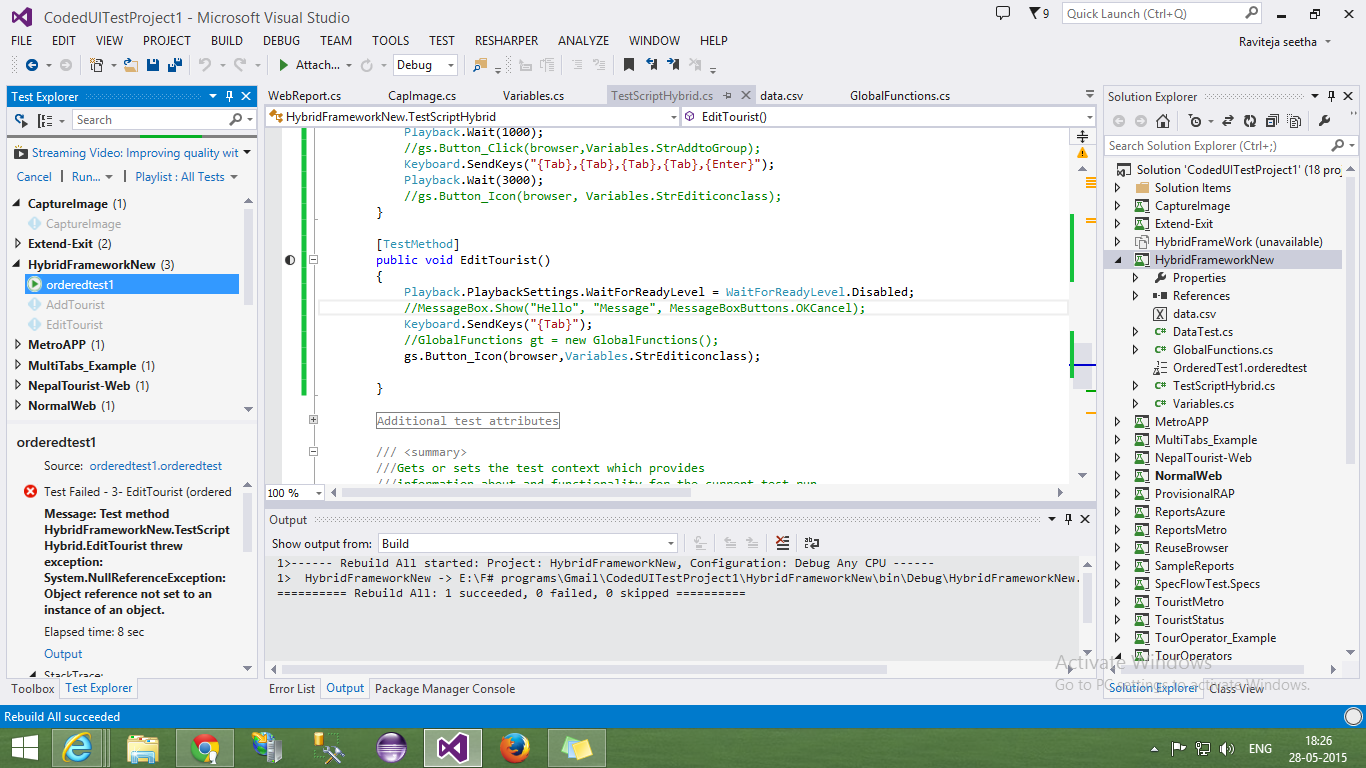 CodedUITestProject1 - Microsoft Visual Studio
9
Quick Launch (Ctrl+Q)
FILE EDIT VIEW PROJECT BUILD DEBUG TEAM TOOLS TEST RESHARPER ANALYZE WINDOW HELP
Raviteja seetha
Attach...
Debug
Test Explorer
Search
Streaming Video: Improving quality wit
Cancel | Run... | Playlist : All Tests
CaptureImage (1)
CaptureImage
Extend-Exit (2)
HybridFrameworkNew (3)
orderedtest1
AddTourist
EditTourist
MetroAPP (1)
MultiTabs_Example (1)
NepalTourist-Web (1)
NormalWeb (1)
orderedtest1
Source: orderedtest1.orderedtest
Test Failed - 3- EditTourist (ordered
Message: Test method
HybridFrameworkNew.TestScript
Hybrid.EditTourist threw
exception:
System.NullReferenceException:
Object reference not set to an
instance of an object.
Elapsed time: 8 sec
Output
StackTrace:
Toolbox Test Explorer
WebReport.cs CapImage.cs Variables.cs TestScriptHybrid.cs data.csv GlobalFunctions.cs
HybridFrameworkNew.TestScriptHybrid
EditTourist()
Playback.Wait(1000);
//gs.Button_Click(browser,Variables.StrAddtoGroup);
Keyboard.SendKeys("{Tab},{Tab},{Tab},{Tab},{Enter}");
Playback.Wait(3000);
//gs.Button_Icon(browser, Variables.StrEditiconclass);
}
[TestMethod]
public void EditTourist()
{
Playback.PlaybackSettings.WaitForReadyLevel = WaitForReadyLevel.Disabled;
//MessageBox.Show("Hello", "Message", MessageBoxButtons.OKCancel);
Keyboard.SendKeys("{Tab}");
//GlobalFunctions gt = new GlobalFunctions();
gs.Button_Icon(browser,Variables.StrEditiconclass);
}
Additional test attributes
/// <summary>
///Gets or sets the test context which provides
///information about and functionality for the current test run
100 %
Output
Show output from: Build
1>------ Rebuild All started: Project: HybridFrameworkNew, Configuration: Debug Any CPU ------
1>  HybridFrameworkNew -> E:\F# programs\Gmail\CodedUITestProject1\HybridFrameworkNew\bin\Debug\HybridFrameworkNew.
========== Rebuild All: 1 succeeded, 0 failed, 0 skipped ==========
Error List Output Package Manager Console
Solution Explorer
Search Solution Explorer (Ctrl+;)
Solution 'CodedUITestProject1' (18 proj
Solution Items
CaptureImage
Extend-Exit
HybridFrameWork (unavailable)
HybridFrameworkNew
Properties
References
data.csv
DataTest.cs
GlobalFunctions.cs
OrderedTest1.orderedtest
TestScriptHybrid.cs
Variables.cs
MetroAPP
MultiTabs_Example
NepalTourist-Web
NormalWeb
ProvisionalRAP
ReportsAzure
ReportsMetro
ReuseBrowser
SampleReports
SpecFlowTest.Specs
TouristMetro
TouristStatus
TourOperator_Example
TourOperators
Activate Windows
Go to PC settings to activate Windows.
Solution Explorer Class View
Rebuild All succeeded
ENG
18:26
28-05-2015